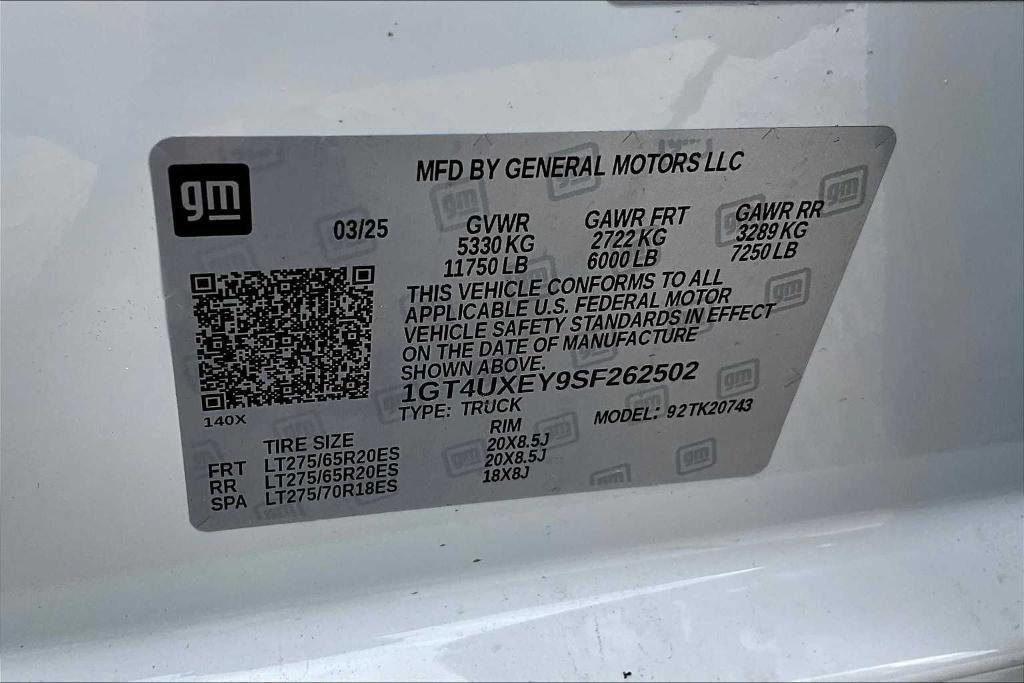 gm
MFD BY GENERAL MOTORS LLC
03/25
GVWR GAWR FRT GAWR RR
5330 KG 2722 KG 3289 KG
11750 LB 6000 LB 7250 LB
THIS VEHICLE CONFORMS TO ALL
APPLICABLE U.S. FEDERAL MOTOR
VEHICLE SAFETY STANDARDS IN EFFECT
ON THE DATE OF MANUFACTURE
SHOWN ABOVE.
1GT4UXEY9SF262502
140X
TYPE: TRUCK MODEL: 92TK20743
TIRE SIZE RIM
FRT LT275/65R20ES 20X8.5J
RR LT275/65R20ES 20X8.5J
SPA LT275/70R18ES 18X8J